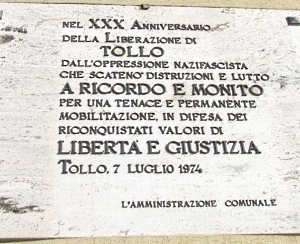 NEL XXX ANNIVERSARIO
DELLA LIBERAZIONE DI
TOLLO
DALL'OPPRESSIONE NAZIFASCISTA
CHE SCATENÒ DISTRUZIONI E LUTTO
A RICORDO E MONITO
PER UNA TENACE E PERMANENTE
MOBILITAZIONE, IN DIFESA DEI
RICONQUISTATI VALORI DI
LIBERTÀ E GIUSTIZIA
TOLLO, 7 LUGLIO 1974
L'AMMINISTRAZIONE COMUNALE